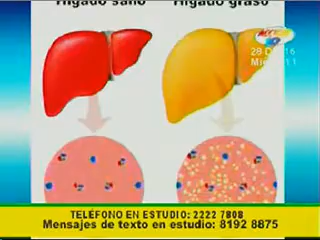 Hígado sano
Hígado graso
TELÉFONO EN ESTUDIO: 2222 7808
Mensajes de texto en estudio: 8192 8875